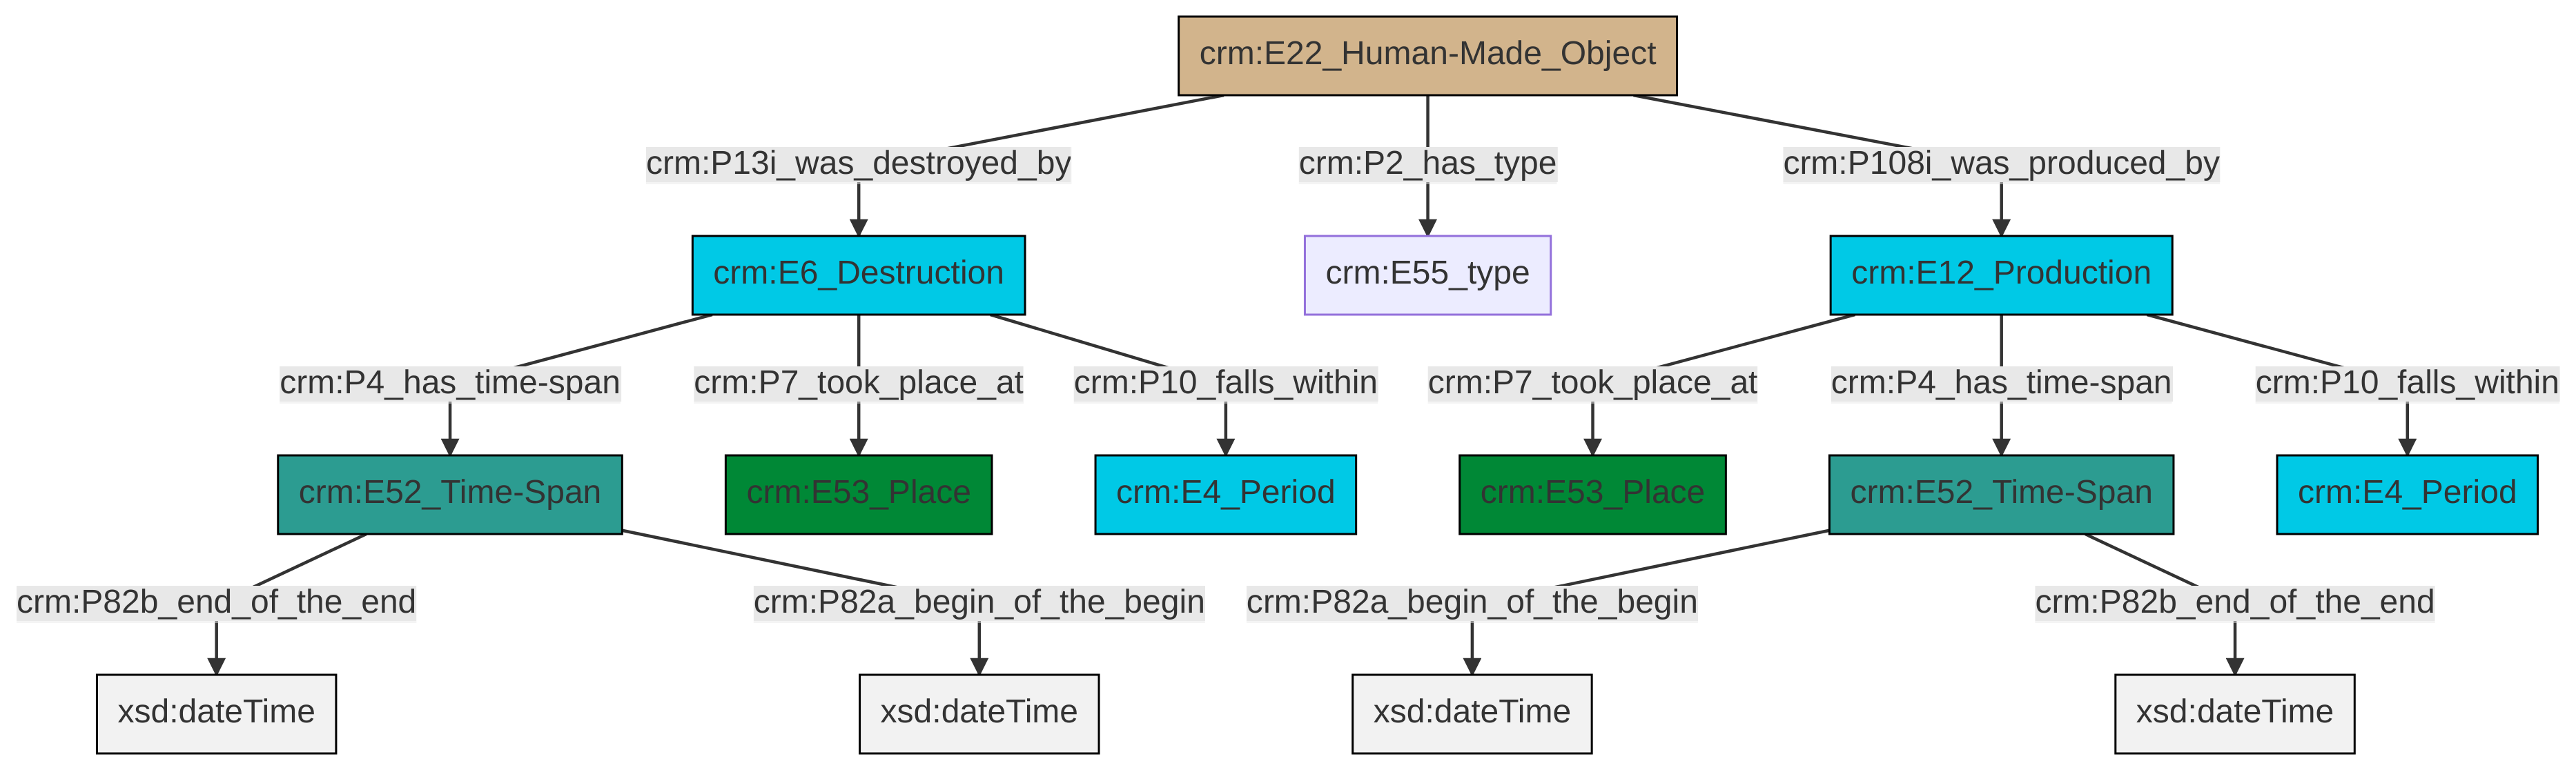 crm:E22_Human-Made_Object
crm:P13i_was_destroyed_by
crm:P2_has_type
crm:P108i_was_produced_by
crm:E6_Destruction
crm:E55_type
crm:E12_Production
crm:P4_has_time-span
crm:P7_took_place_at
crm:P10_falls_within
crm:P7_took_place_at
crm:P4_has_time-span
crm:P10_falls_within
crm:E52_Time-Span
crm:E53_Place
crm:E4_Period
crm:E53_Place
crm:E52_Time-Span
crm:E4_Period
crm:P82b_end_of_the_end
crm:P82a_begin_of_the_begin
crm:P82a_begin_of_the_begin
crm:P82b_end_of_the_end
xsd:dateTime
xsd:dateTime
xsd:dateTime
xsd:dateTime